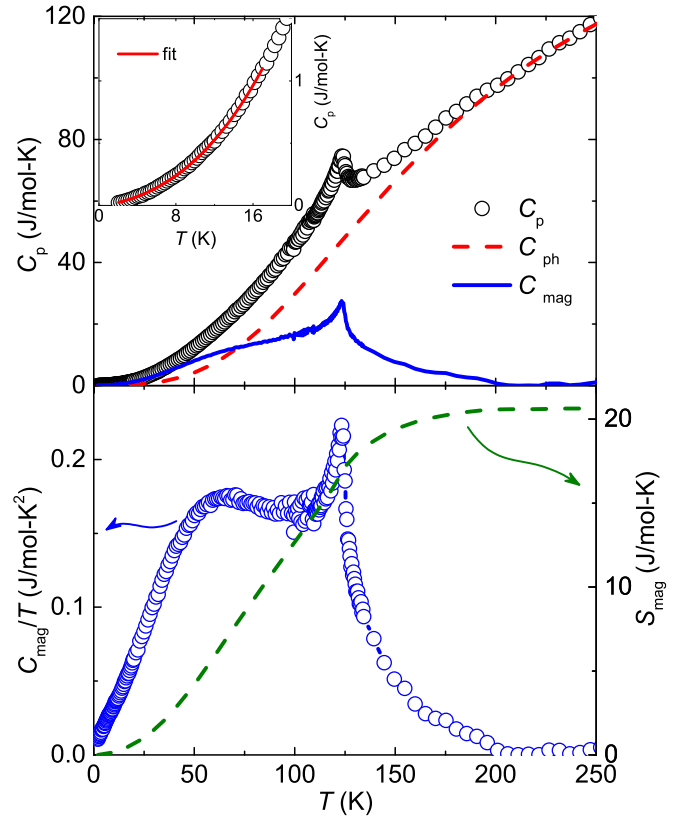 120
80
40
0
C_p (J/mol-K)
fit
1
0
C_p (J/mol-K)
0 8 16
T (K)
C_p
C_ph
C_mag
0.2
0.1
0.0
C_mag/T (J/mol-K²)
20
10
0
S_mag (J/mol-K)
0 50 100 150 200 250
T (K)